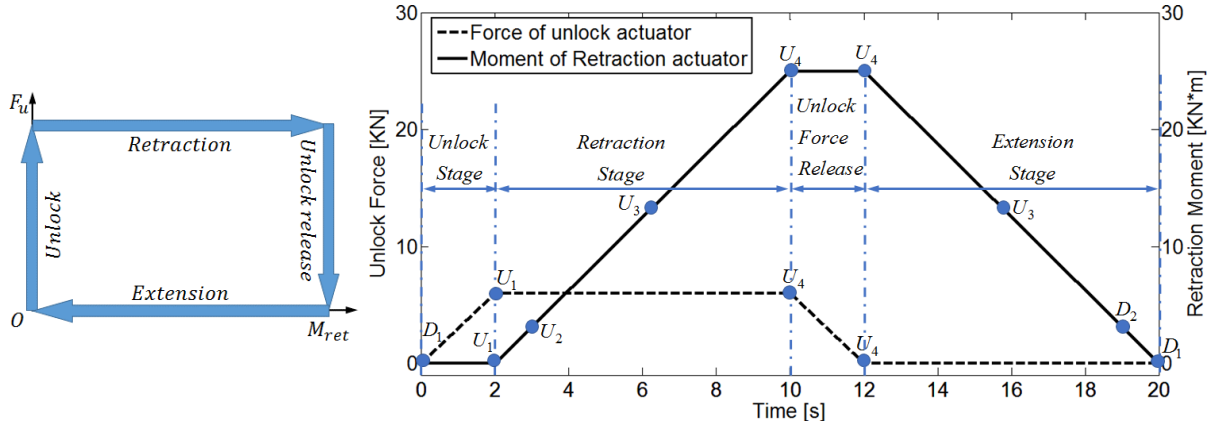 F_u
Retraction
Unlock
Unlock release
Extension
O
M_ret
30
20
10
0
Unlock Force [KN]
Force of unlock actuator
Moment of Retraction actuator
Unlock
Stage
Retraction
Stage
Unlock
Force
Release
Extension
Stage
D_1
U_1
U_1
U_2
U_3
U_4
U_4
U_4
U_4
U_3
D_2
D_1
0 2 4 6 8 10 12 14 16 18 20
Time [s]
30
20
10
0
Retraction Moment [KN*m]